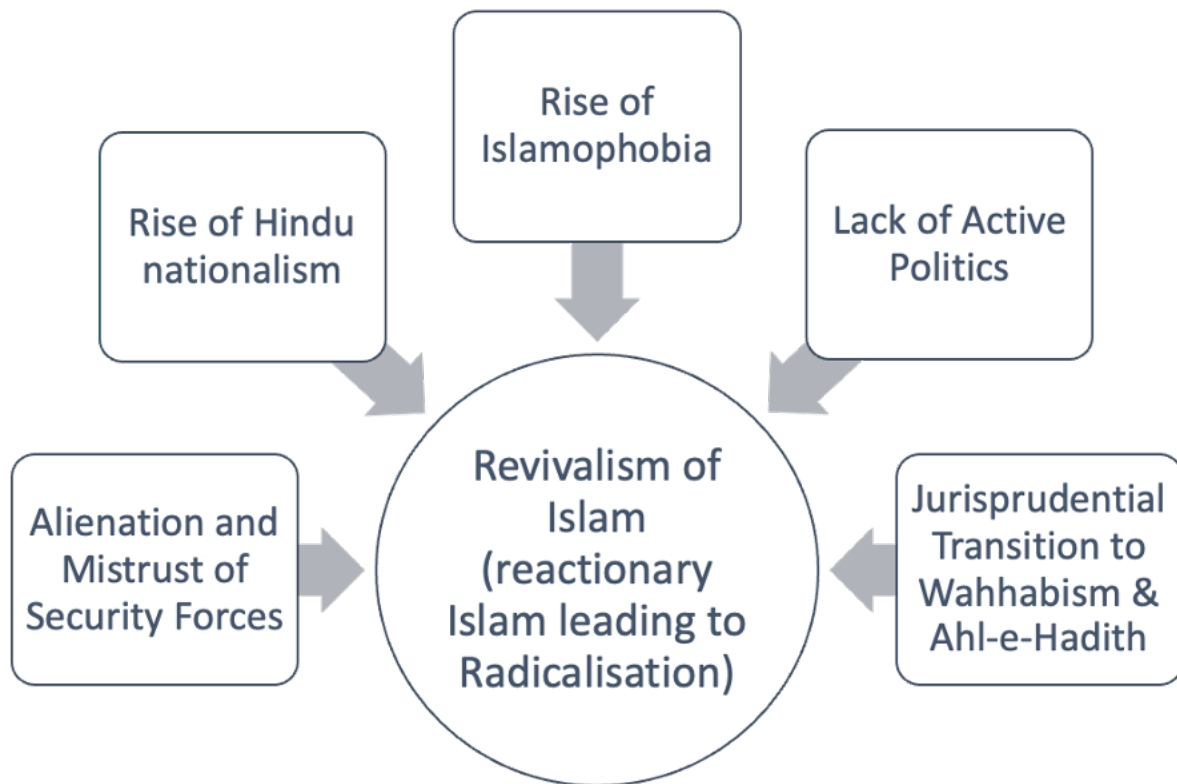 Rise of
Islamophobia
Rise of Hindu
nationalism
Lack of Active
Politics
Alienation and
Mistrust of
Security Forces
Revivalism of
Islam
(reactionary
Islam leading to
Radicalisation)
Jurisprudential
Transition to
Wahhabism &
Ahl-e-Hadith